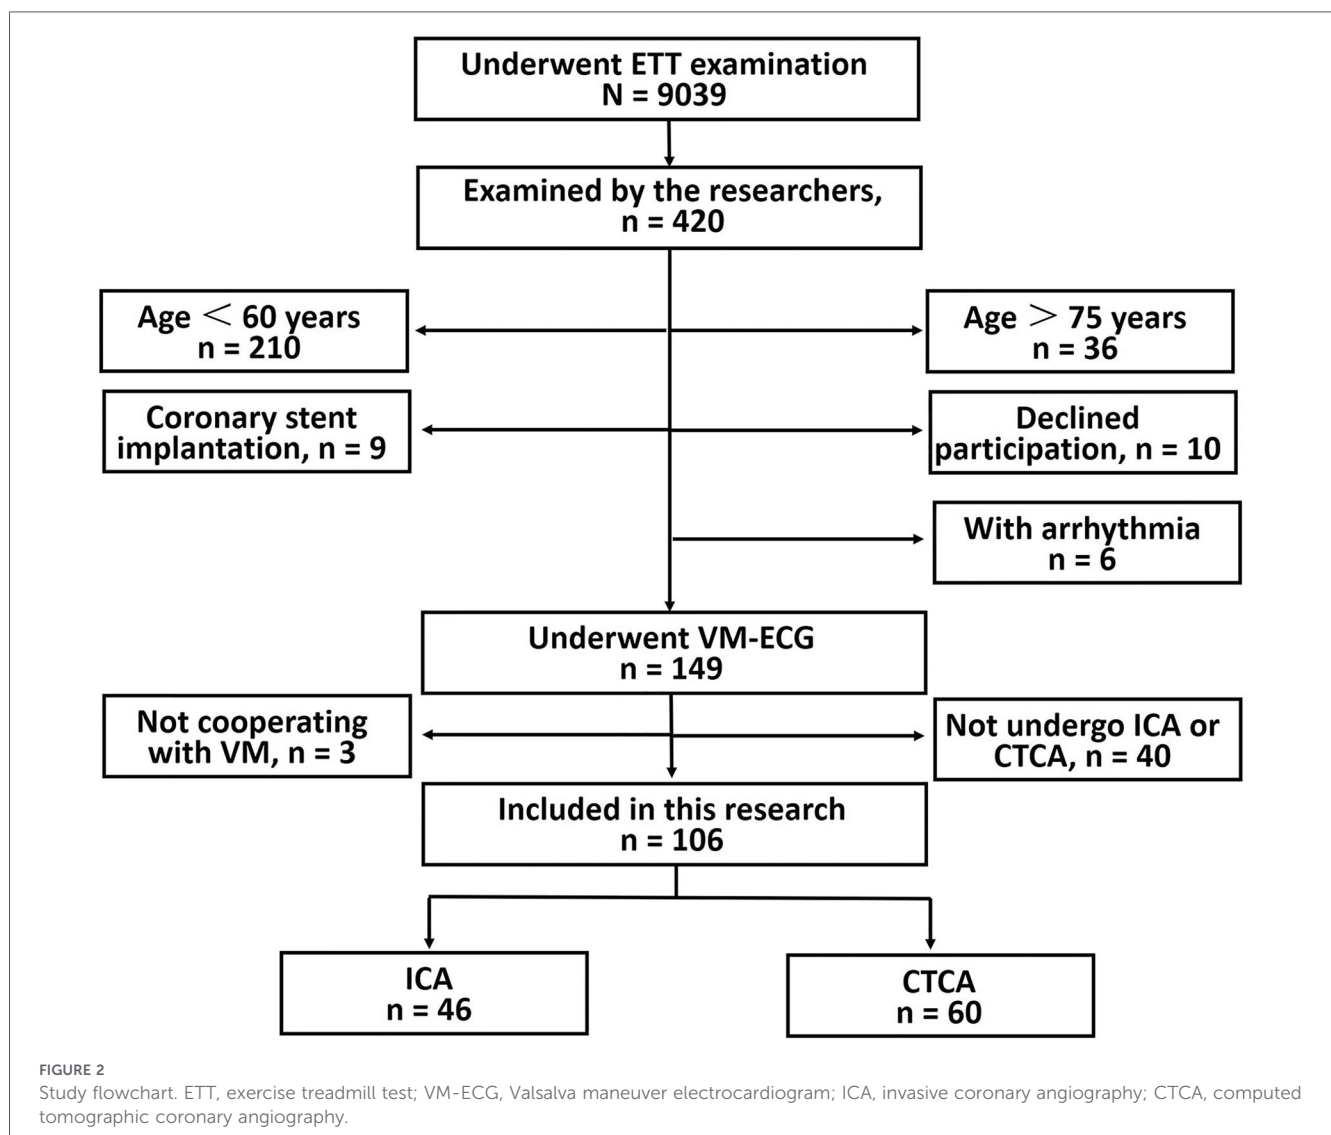 Underwent ETT examination
N = 9039
Examined by the researchers,
n = 420
Age < 60 years
n = 210
Age > 75 years
n = 36
Coronary stent
implantation, n = 9
Declined
participation, n = 10
With arrhythmia
n = 6
Underwent VM-ECG
n = 149
Not cooperating
with VM, n = 3
Not undergo ICA or
CTCA, n = 40
Included in this research
n = 106
ICA
n = 46
CTCA
n = 60
FIGURE 2
Study flowchart. ETT, exercise treadmill test; VM-ECG, Valsalva maneuver electrocardiogram; ICA, invasive coronary angiography; CTCA, computed
tomographic coronary angiography.